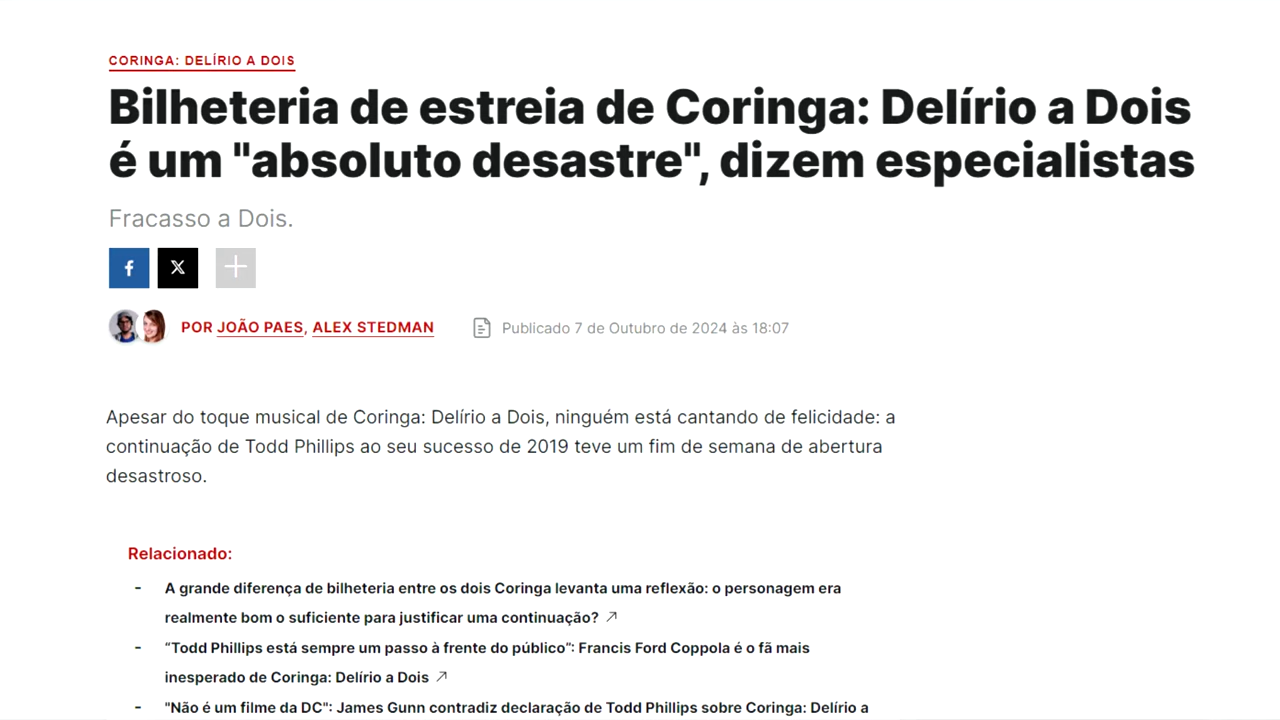 CORINGA: DELÍRIO A DOIS
Bilheteria de estreia de Coringa: Delírio a Dois
é um "absoluto desastre", dizem especialistas
Fracasso a Dois.
POR JOÃO PAES, ALEX STEDMAN
Publicado 7 de Outubro de 2024 às 18:07
Apesar do toque musical de Coringa: Delírio a Dois, ninguém está cantando de felicidade: a
continuação de Todd Phillips ao seu sucesso de 2019 teve um fim de semana de abertura
desastroso.
Relacionado:
- A grande diferença de bilheteria entre os dois Coringa levanta uma reflexão: o personagem era
realmente bom o suficiente para justificar uma continuação?
- “Todd Phillips está sempre um passo à frente do público”: Francis Ford Coppola é o fã mais
inesperado de Coringa: Delírio a Dois
- "Não é um filme da DC": James Gunn contradiz declaração de Todd Phillips sobre Coringa: Delírio a